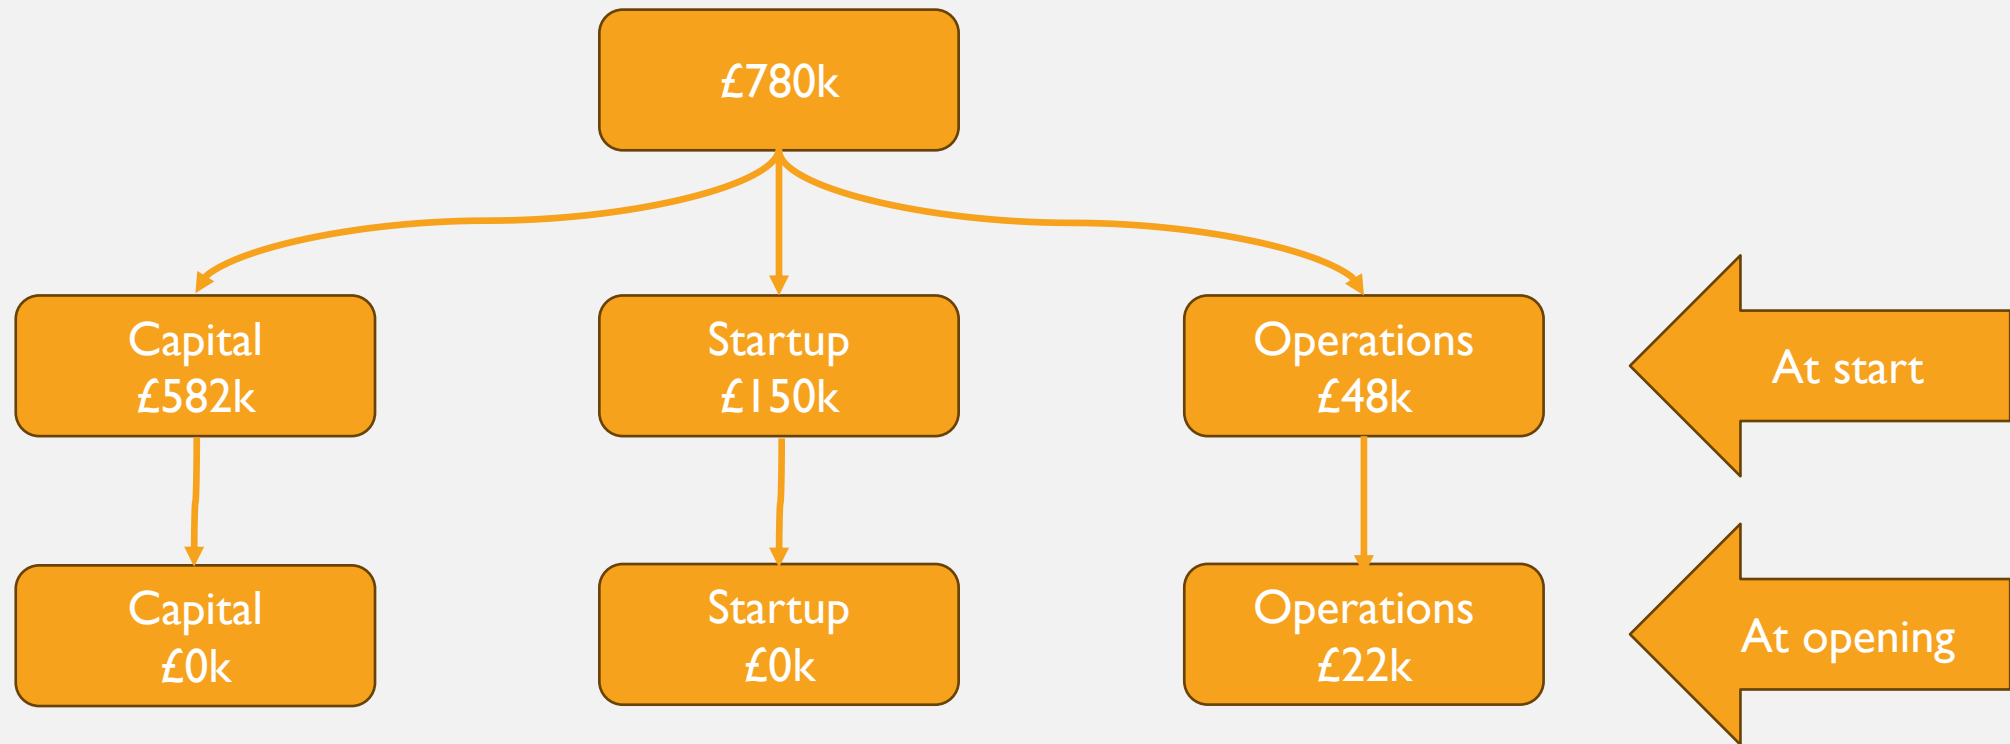 £780k
Capital
£582k
Startup
£150k
Operations
£48k
At start
Capital
£0k
Startup
£0k
Operations
£22k
At opening